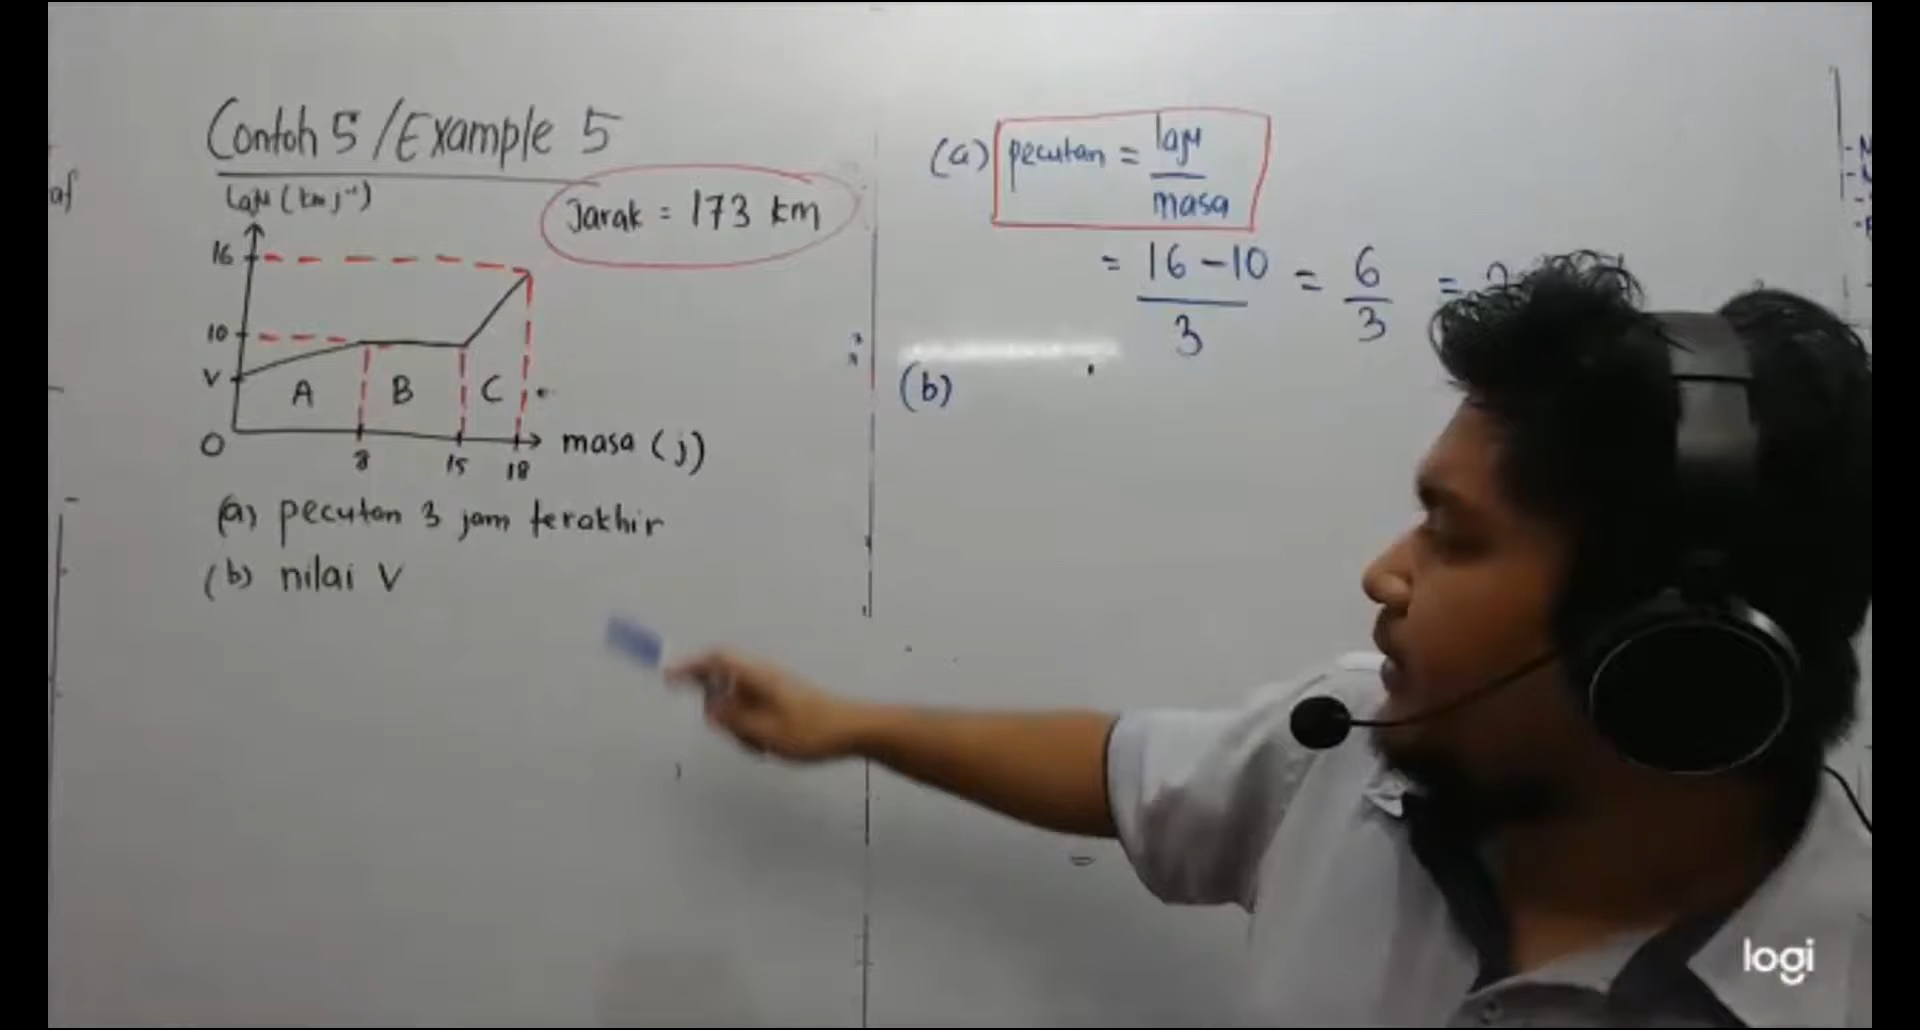 Contoh 5 / Example 5
Laju (km j⁻¹)
Jarak = 173 km
16
10
V
A B C
O
8 15 18
masa (j)
(a) pecutan 3 jam terakhir
(b) nilai V
(a) pecutan = laju / masa
= 16 - 10 / 3 = 6 / 3 =
(b)
af
logi